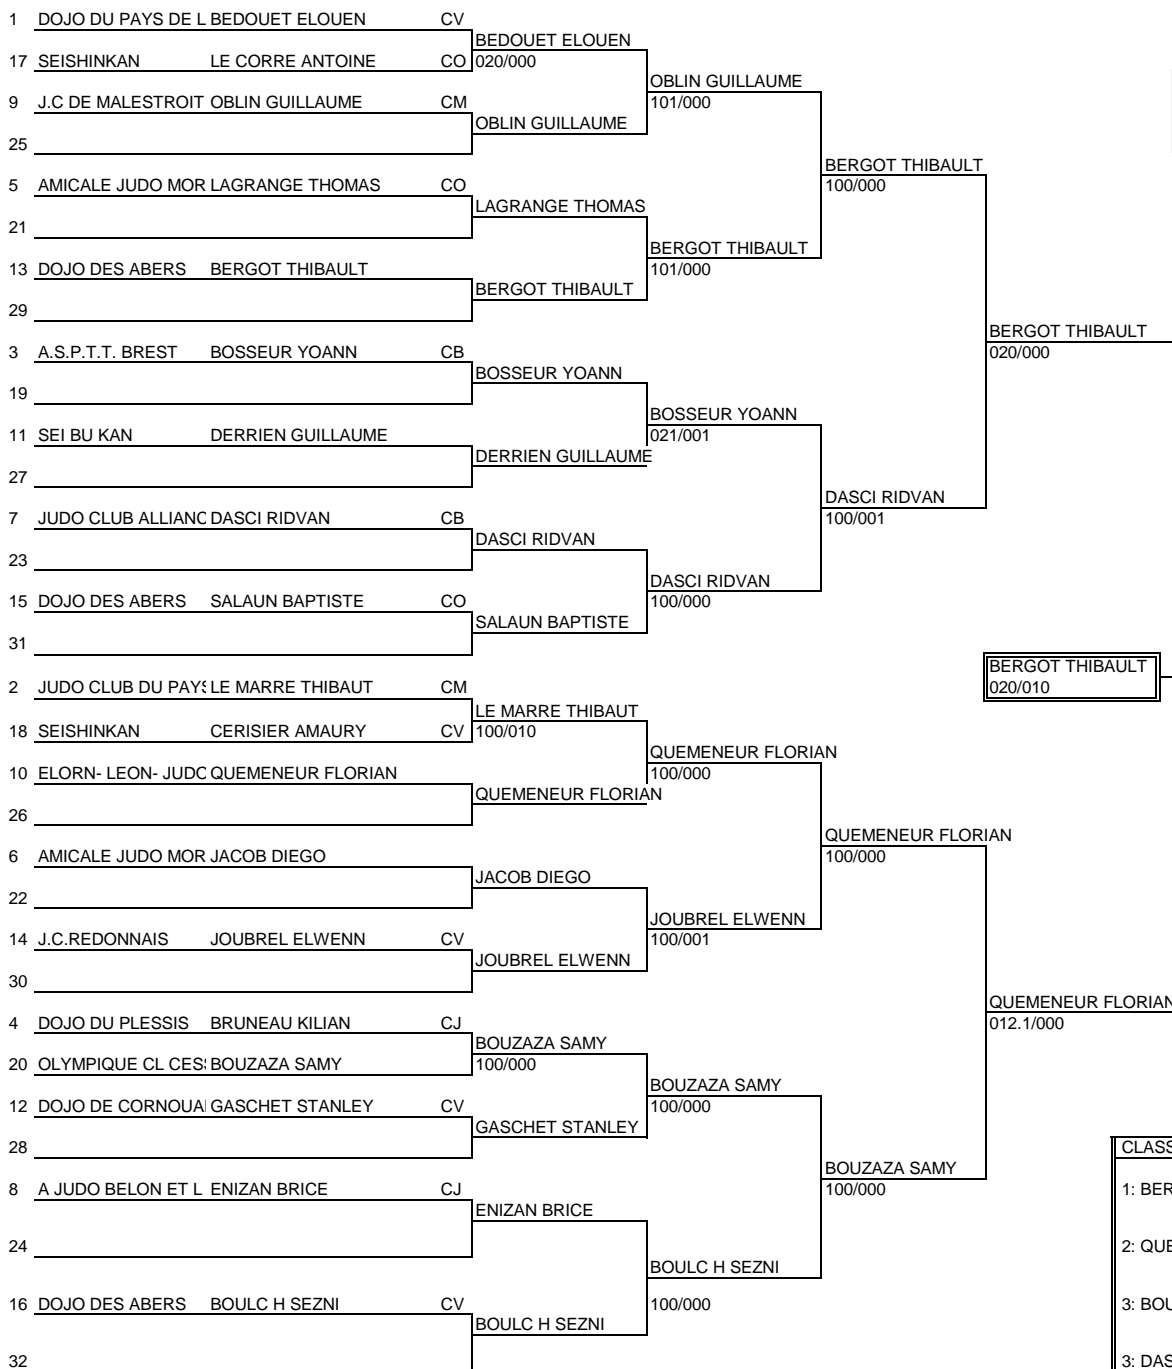 1 DOJO DU PAYS DE L BEDOUET ELOUEN CV
BEDOUET ELOUEN
17 SEISHINKAN LE CORRE ANTOINE CO 020/000
OBLIN GUILLAUME
9 J.C DE MALESTROIT OBLIN GUILLAUME CM 101/000
OBLIN GUILLAUME
25
BERGOT THIBAULT
5 AMICALE JUDO MOR LAGRANGE THOMAS CO 100/000
LAGRANGE THOMAS
21
BERGOT THIBAULT
13 DOJO DES ABERS BERGOT THIBAULT 101/000
BERGOT THIBAULT
29
BERGOT THIBAULT
3 A.S.P.T.T. BREST BOSSEUR YOANN CB 020/000
BOSSEUR YOANN
19
BOSSEUR YOANN
11 SEI BU KAN DERRIEN GUILLAUME 021/001
DERRIEN GUILLAUME
27
DASCI RIDVAN
7 JUDO CLUB ALLIANC DASCI RIDVAN CB 100/001
DASCI RIDVAN
23
DASCI RIDVAN
15 DOJO DES ABERS SALAUN BAPTISTE CO 100/000
SALAUN BAPTISTE
31
BERGOT THIBAULT
2 JUDO CLUB DU PAYS LE MARRE THIBAUT CM 020/010
LE MARRE THIBAUT
18 SEISHINKAN CERISIER AMAURY CV 100/010
QUEMENEUR FLORIAN
10 ELORN- LEON- JUDO QUEMENEUR FLORIAN 100/000
QUEMENEUR FLORIAN
26
QUEMENEUR FLORIAN
6 AMICALE JUDO MOR JACOB DIEGO 100/000
JACOB DIEGO
22
JOUBREL ELWENN
14 J.C.REDONNAIS JOUBREL ELWENN CV 100/001
JOUBREL ELWENN
30
QUEMENEUR FLORIAN
4 DOJO DU PLESSIS BRUNEAU KILIAN CJ 012.1/000
BOUZAZA SAMY
20 OLYMPIQUE CL CES BOUZAZA SAMY 100/000
BOUZAZA SAMY
12 DOJO DE CORNOUA GASCHET STANLEY CV 100/000
GASCHET STANLEY
28 CLASS
BOUZAZA SAMY
8 A JUDO BELON ET L ENIZAN BRICE CJ 100/000 1: BER
ENIZAN BRICE
24 2: QUE
BOULC H SEZNI
16 DOJO DES ABERS BOULC H SEZNI CV 100/000 3: BOU
BOULC H SEZNI
32 3: DAS